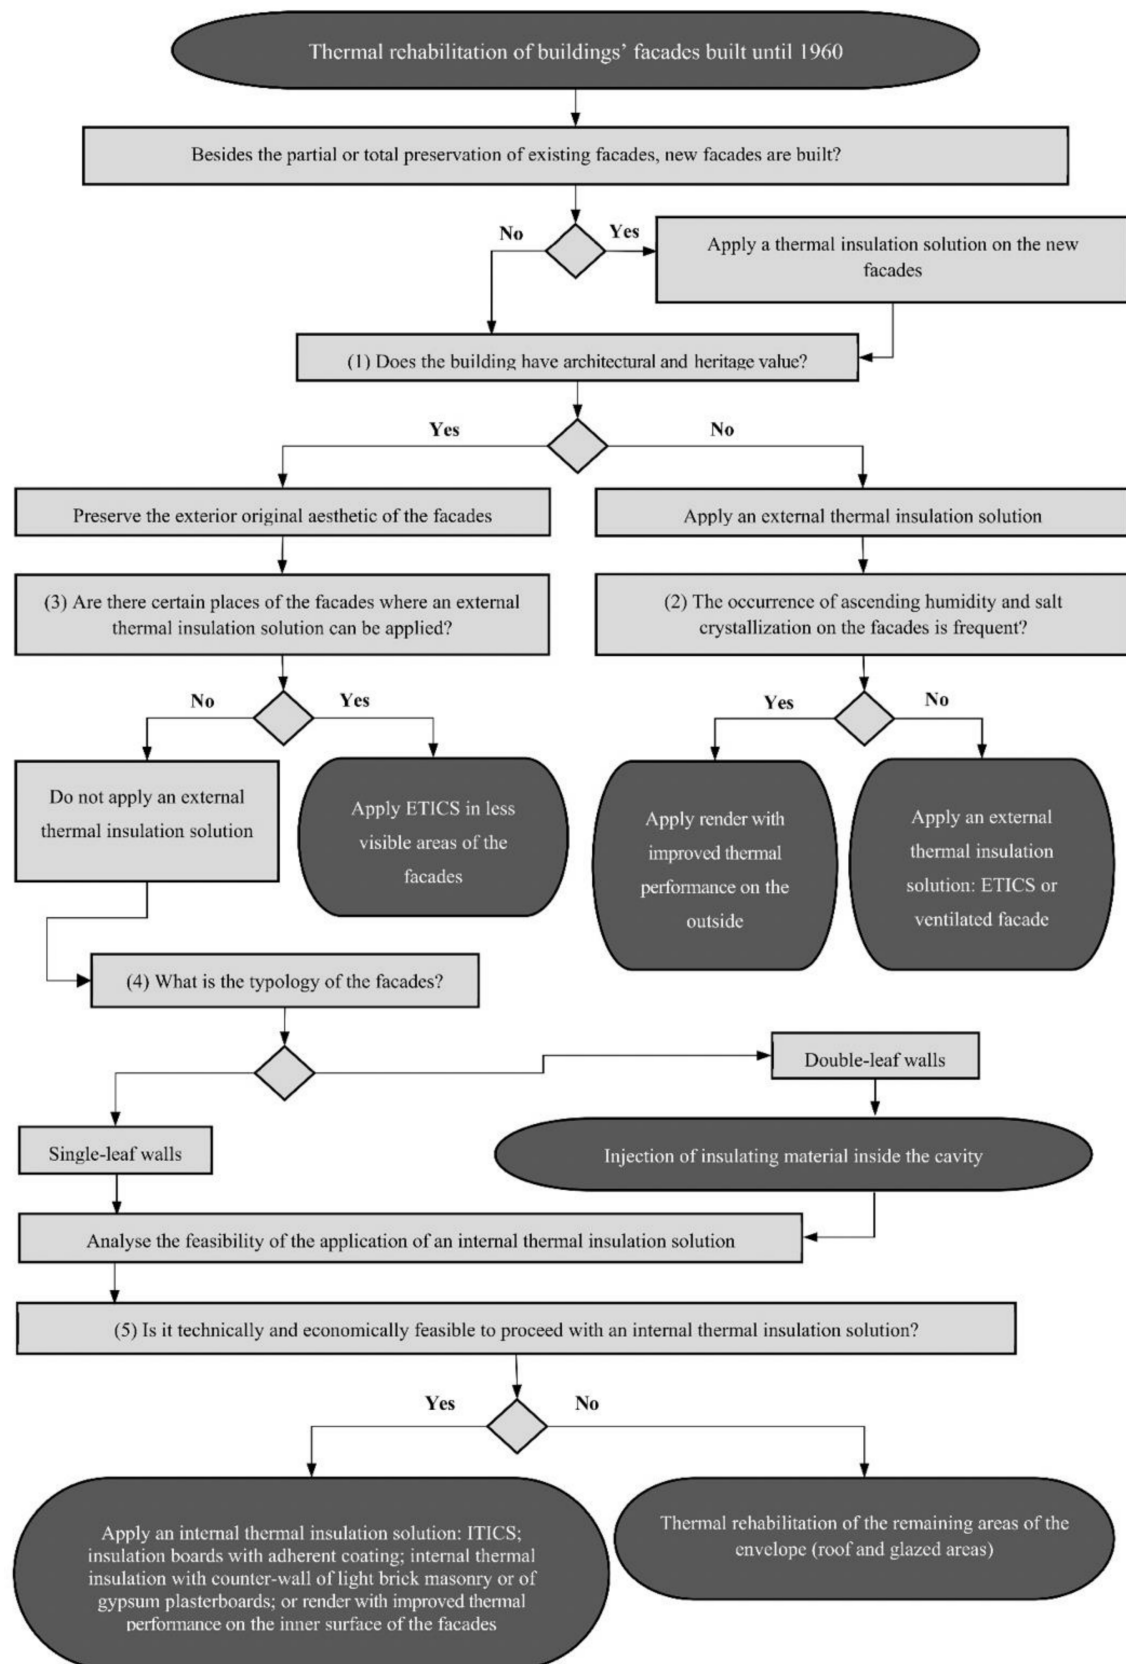 Thermal rehabilitation of buildings’ facades built until 1960
Besides the partial or total preservation of existing facades, new facades are built?
No
Yes
Apply a thermal insulation solution on the new
facades
(1) Does the building have architectural and heritage value?
Yes
No
Preserve the exterior original aesthetic of the facades
Apply an external thermal insulation solution
(3) Are there certain places of the facades where an external
thermal insulation solution can be applied?
(2) The occurrence of ascending humidity and salt
crystallization on the facades is frequent?
No
Yes
Yes
No
Do not apply an external
thermal insulation solution
Apply ETICS in less
visible areas of the
facades
Apply render with
improved thermal
performance on the
outside
Apply an external
thermal insulation
solution: ETICS or
ventilated facade
(4) What is the typology of the facades?
Double-leaf walls
Single-leaf walls
Injection of insulating material inside the cavity
Analyse the feasibility of the application of an internal thermal insulation solution
(5) Is it technically and economically feasible to proceed with an internal thermal insulation solution?
Yes
No
Apply an internal thermal insulation solution: ITICS;
insulation boards with adherent coating; internal thermal
insulation with counter-wall of light brick masonry or of
gypsum plasterboards; or render with improved thermal
performance on the inner surface of the facades
Thermal rehabilitation of the remaining areas of the
envelope (roof and glazed areas)